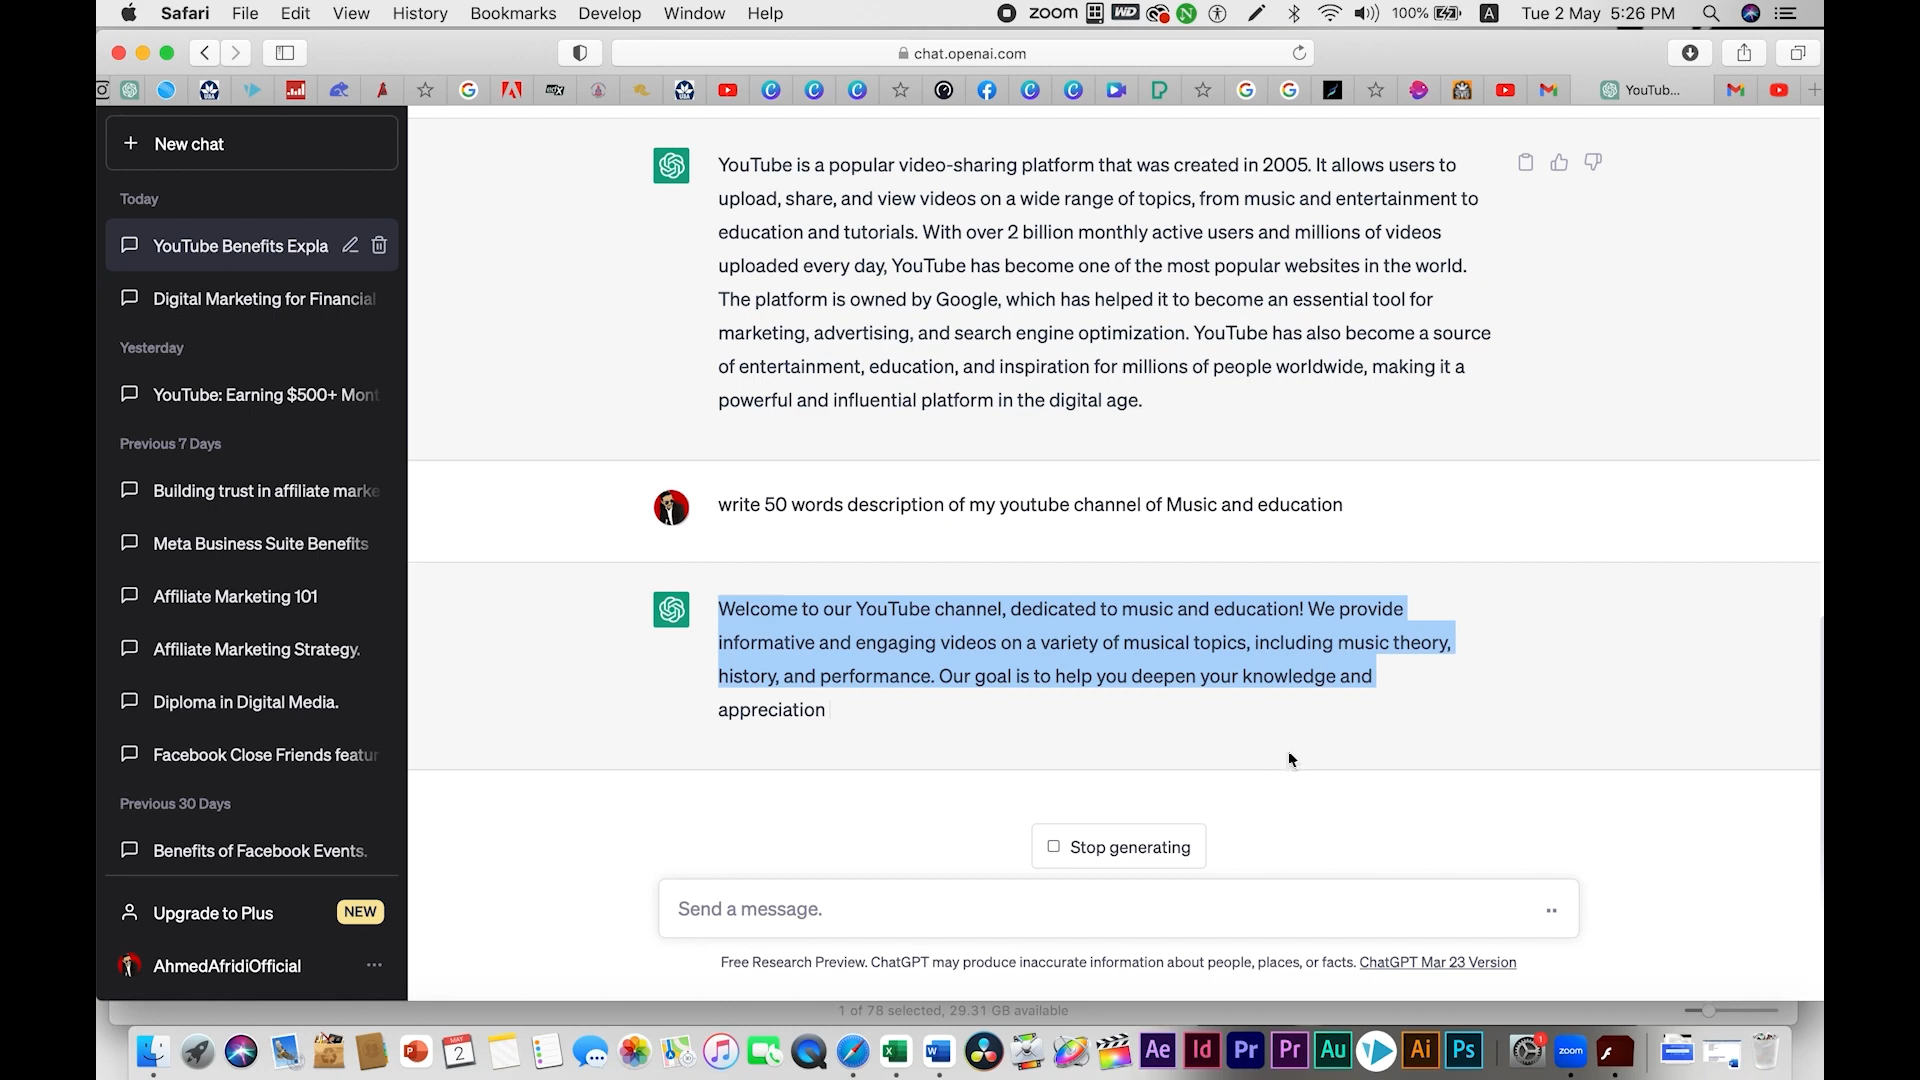 Safari File Edit View History Bookmarks Develop Window Help zoom WD N 100% A Tue 2 May 5:26 PM
chat.openai.com
YouTub...
New chat
Today
YouTube Benefits Expla
Digital Marketing for Financial
Yesterday
YouTube: Earning $500+ Mont
Previous 7 Days
Building trust in affiliate marke
Meta Business Suite Benefits
Affiliate Marketing 101
Affiliate Marketing Strategy.
Diploma in Digital Media.
Facebook Close Friends featur
Previous 30 Days
Benefits of Facebook Events.
Upgrade to Plus NEW
AhmedAfridiOfficial
YouTube is a popular video-sharing platform that was created in 2005. It allows users to
upload, share, and view videos on a wide range of topics, from music and entertainment to
education and tutorials. With over 2 billion monthly active users and millions of videos
uploaded every day, YouTube has become one of the most popular websites in the world.
The platform is owned by Google, which has helped it to become an essential tool for
marketing, advertising, and search engine optimization. YouTube has also become a source
of entertainment, education, and inspiration for millions of people worldwide, making it a
powerful and influential platform in the digital age.
write 50 words description of my youtube channel of Music and education
Welcome to our YouTube channel, dedicated to music and education! We provide
informative and engaging videos on a variety of musical topics, including music theory,
history, and performance. Our goal is to help you deepen your knowledge and
appreciation
Stop generating
Send a message.
Free Research Preview. ChatGPT may produce inaccurate information about people, places, or facts. ChatGPT Mar 23 Version
1 of 78 selected, 29.31 GB available
MAY
2 Ae Id Pr Pr Au Ai Ps 1 zoom